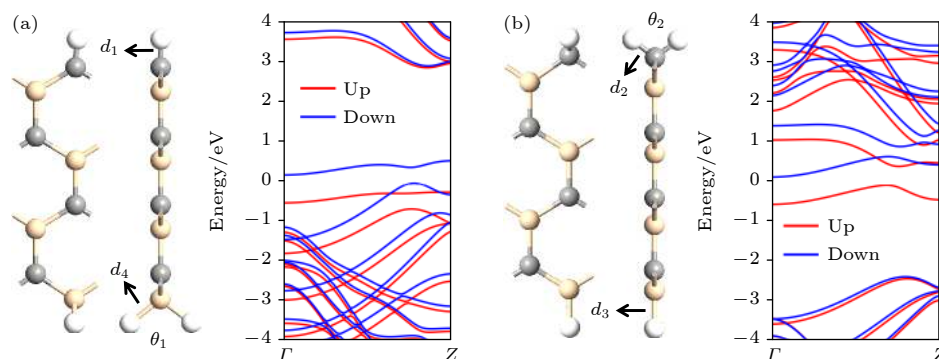 (a)
d₁
d₄
θ₁
Energy/eV
4
3
2
1
0
−1
−2
−3
−4
Up
Down
Γ
Z
(b)
θ₂
d₂
d₃
Energy/eV
4
3
2
1
0
−1
−2
−3
−4
Up
Down
Γ
Z